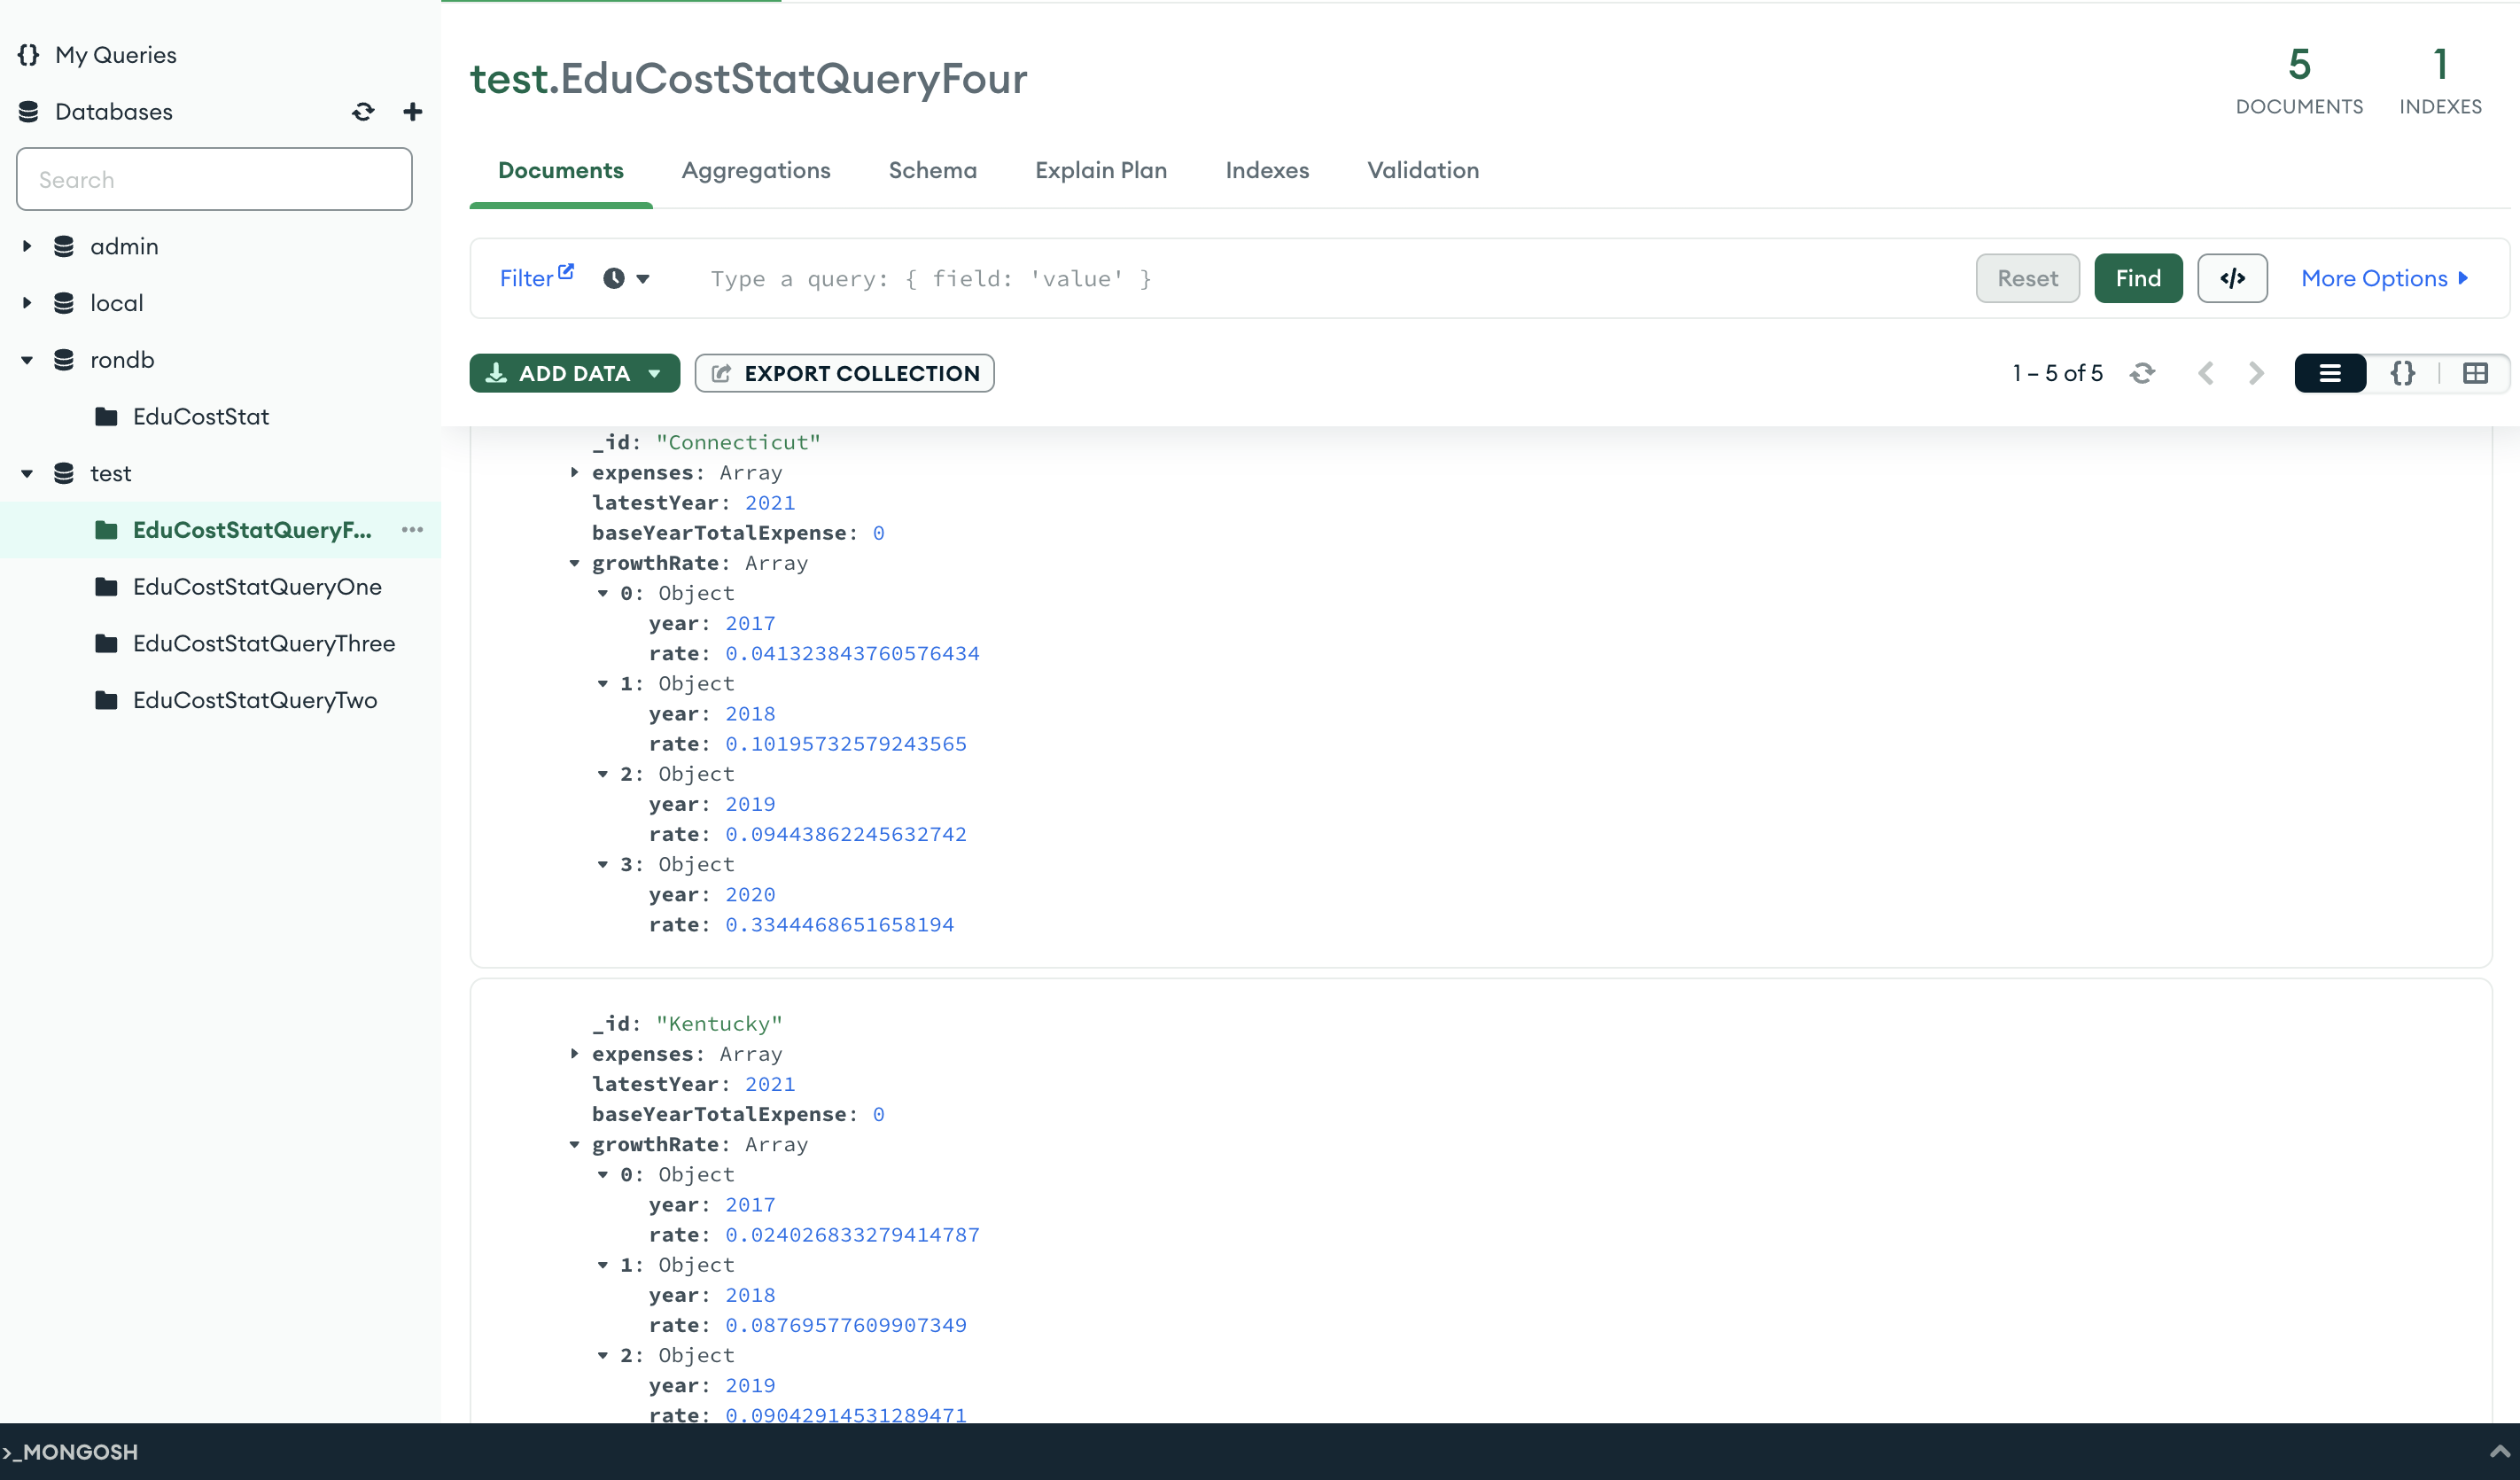 My Queries
Databases
Search
admin
local
rondb
EduCostStat
test
EduCostStatQueryF...
EduCostStatQueryOne
EduCostStatQueryThree
EduCostStatQueryTwo
test.EduCostStatQueryFour
5
DOCUMENTS
1
INDEXES
Documents Aggregations Schema Explain Plan Indexes Validation
Filter Type a query: { field: 'value' } Reset Find </> More Options
ADD DATA EXPORT COLLECTION 1 – 5 of 5 {}
_id: "Connecticut"
expenses: Array
latestYear: 2021
baseYearTotalExpense: 0
growthRate: Array
0: Object
year: 2017
rate: 0.041323843760576434
1: Object
year: 2018
rate: 0.10195732579243565
2: Object
year: 2019
rate: 0.09443862245632742
3: Object
year: 2020
rate: 0.3344468651658194
_id: "Kentucky"
expenses: Array
latestYear: 2021
baseYearTotalExpense: 0
growthRate: Array
0: Object
year: 2017
rate: 0.024026833279414787
1: Object
year: 2018
rate: 0.08769577609907349
2: Object
year: 2019
rate: 0.09042914531289471
>_MONGOSH